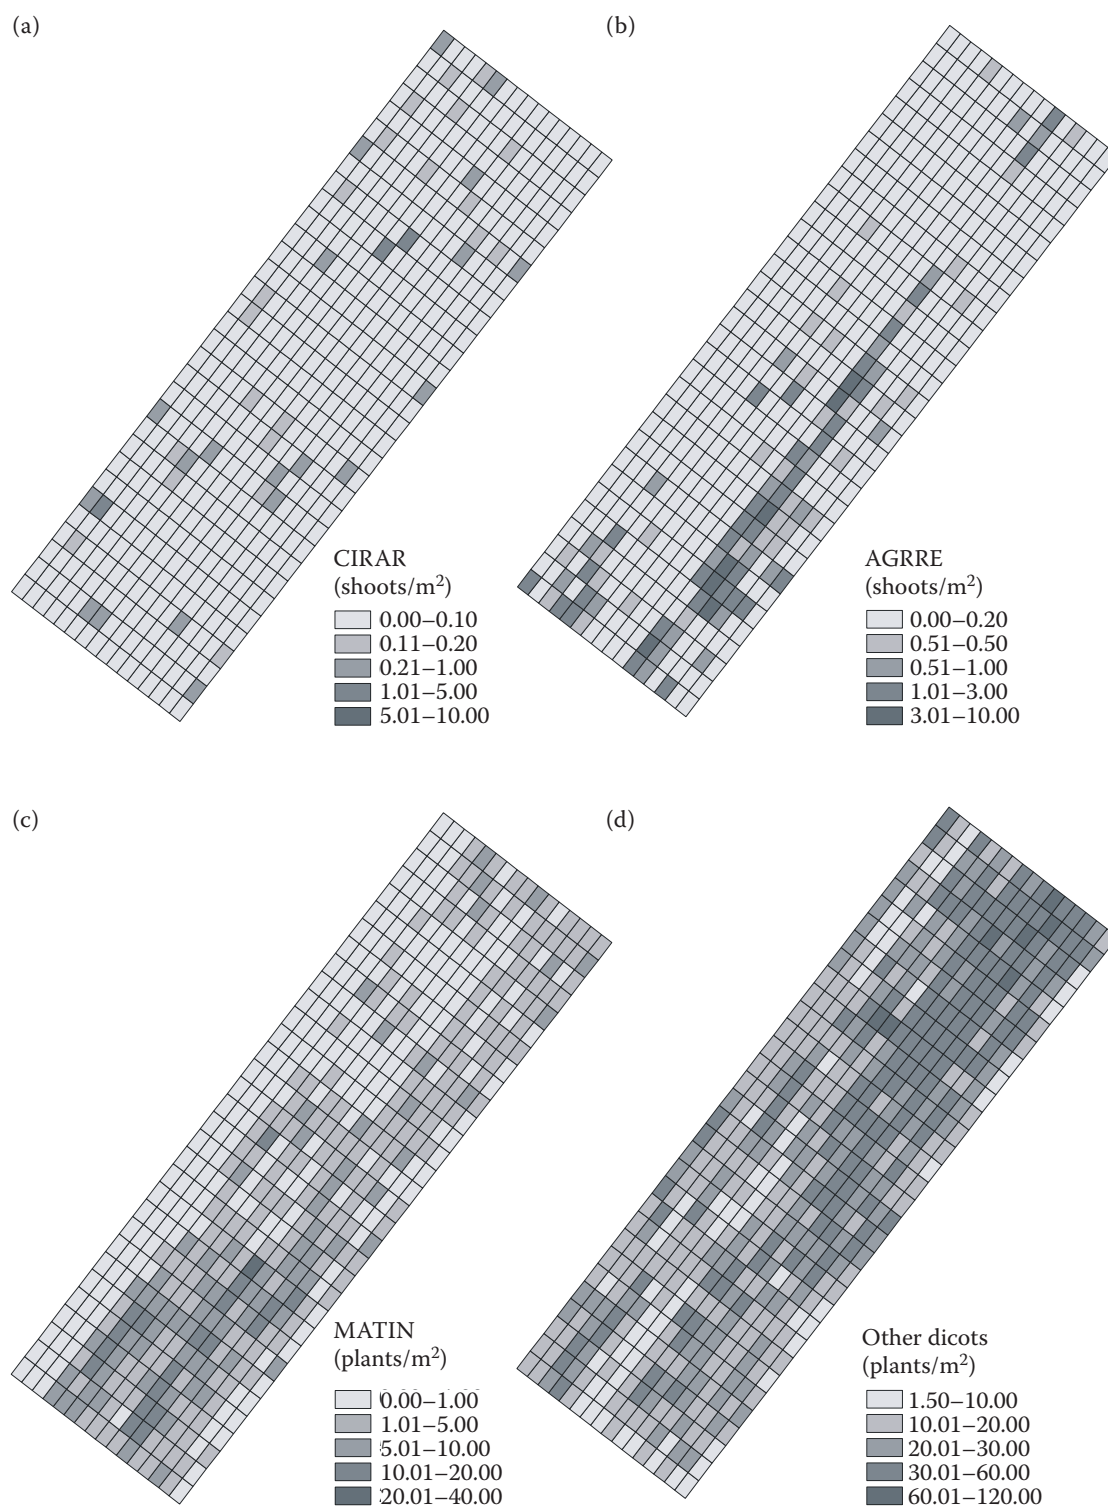 (a)
(b)
CIRAR
(shoots/m²)
0.00–0.10
0.11–0.20
0.21–1.00
1.01–5.00
5.01–10.00
AGRRE
(shoots/m²)
0.00–0.20
0.51–0.50
0.51–1.00
1.01–3.00
3.01–10.00
(c)
(d)
MATIN
(plants/m²)
0.00–1.00
1.01–5.00
5.01–10.00
10.01–20.00
20.01–40.00
Other dicots
(plants/m²)
1.50–10.00
10.01–20.00
20.01–30.00
30.01–60.00
60.01–120.00